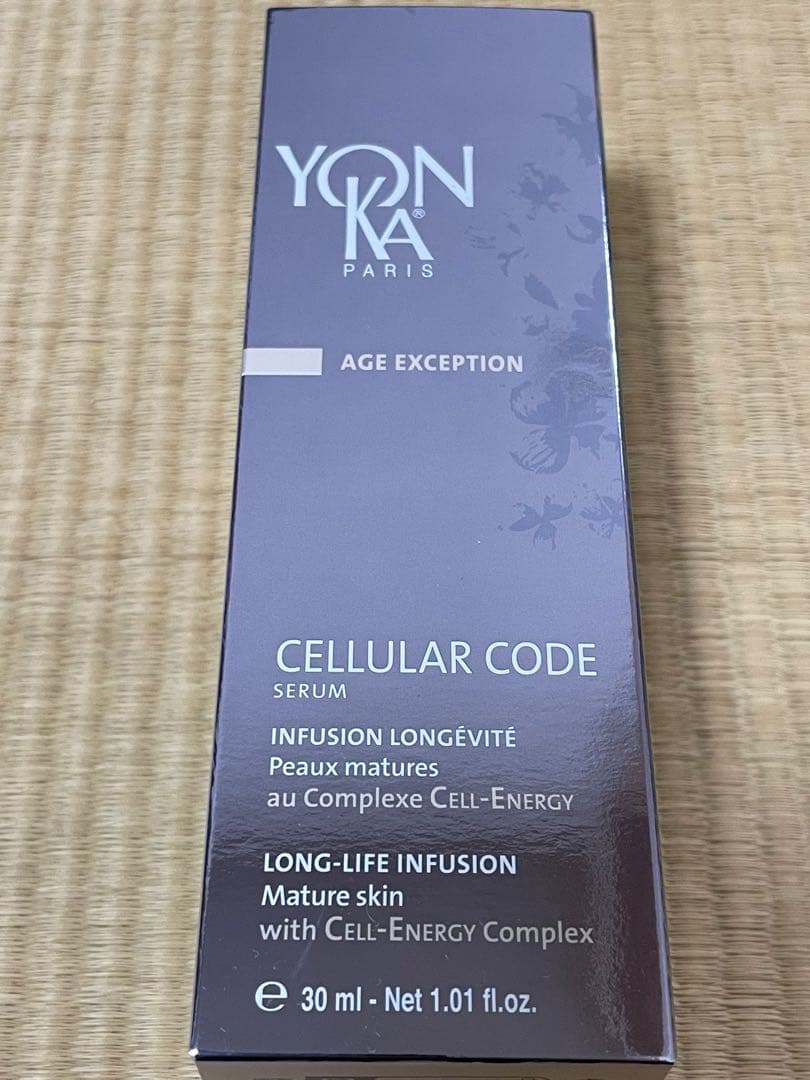 YON
KA®
PARIS
AGE EXCEPTION
CELLULAR CODE
SERUM
INFUSION LONGÉVITÉ
Peaux matures
au Complexe CELL-ENERGY
LONG-LIFE INFUSION
Mature skin
with CELL-ENERGY Complex
℮ 30 ml - Net 1.01 fl.oz.